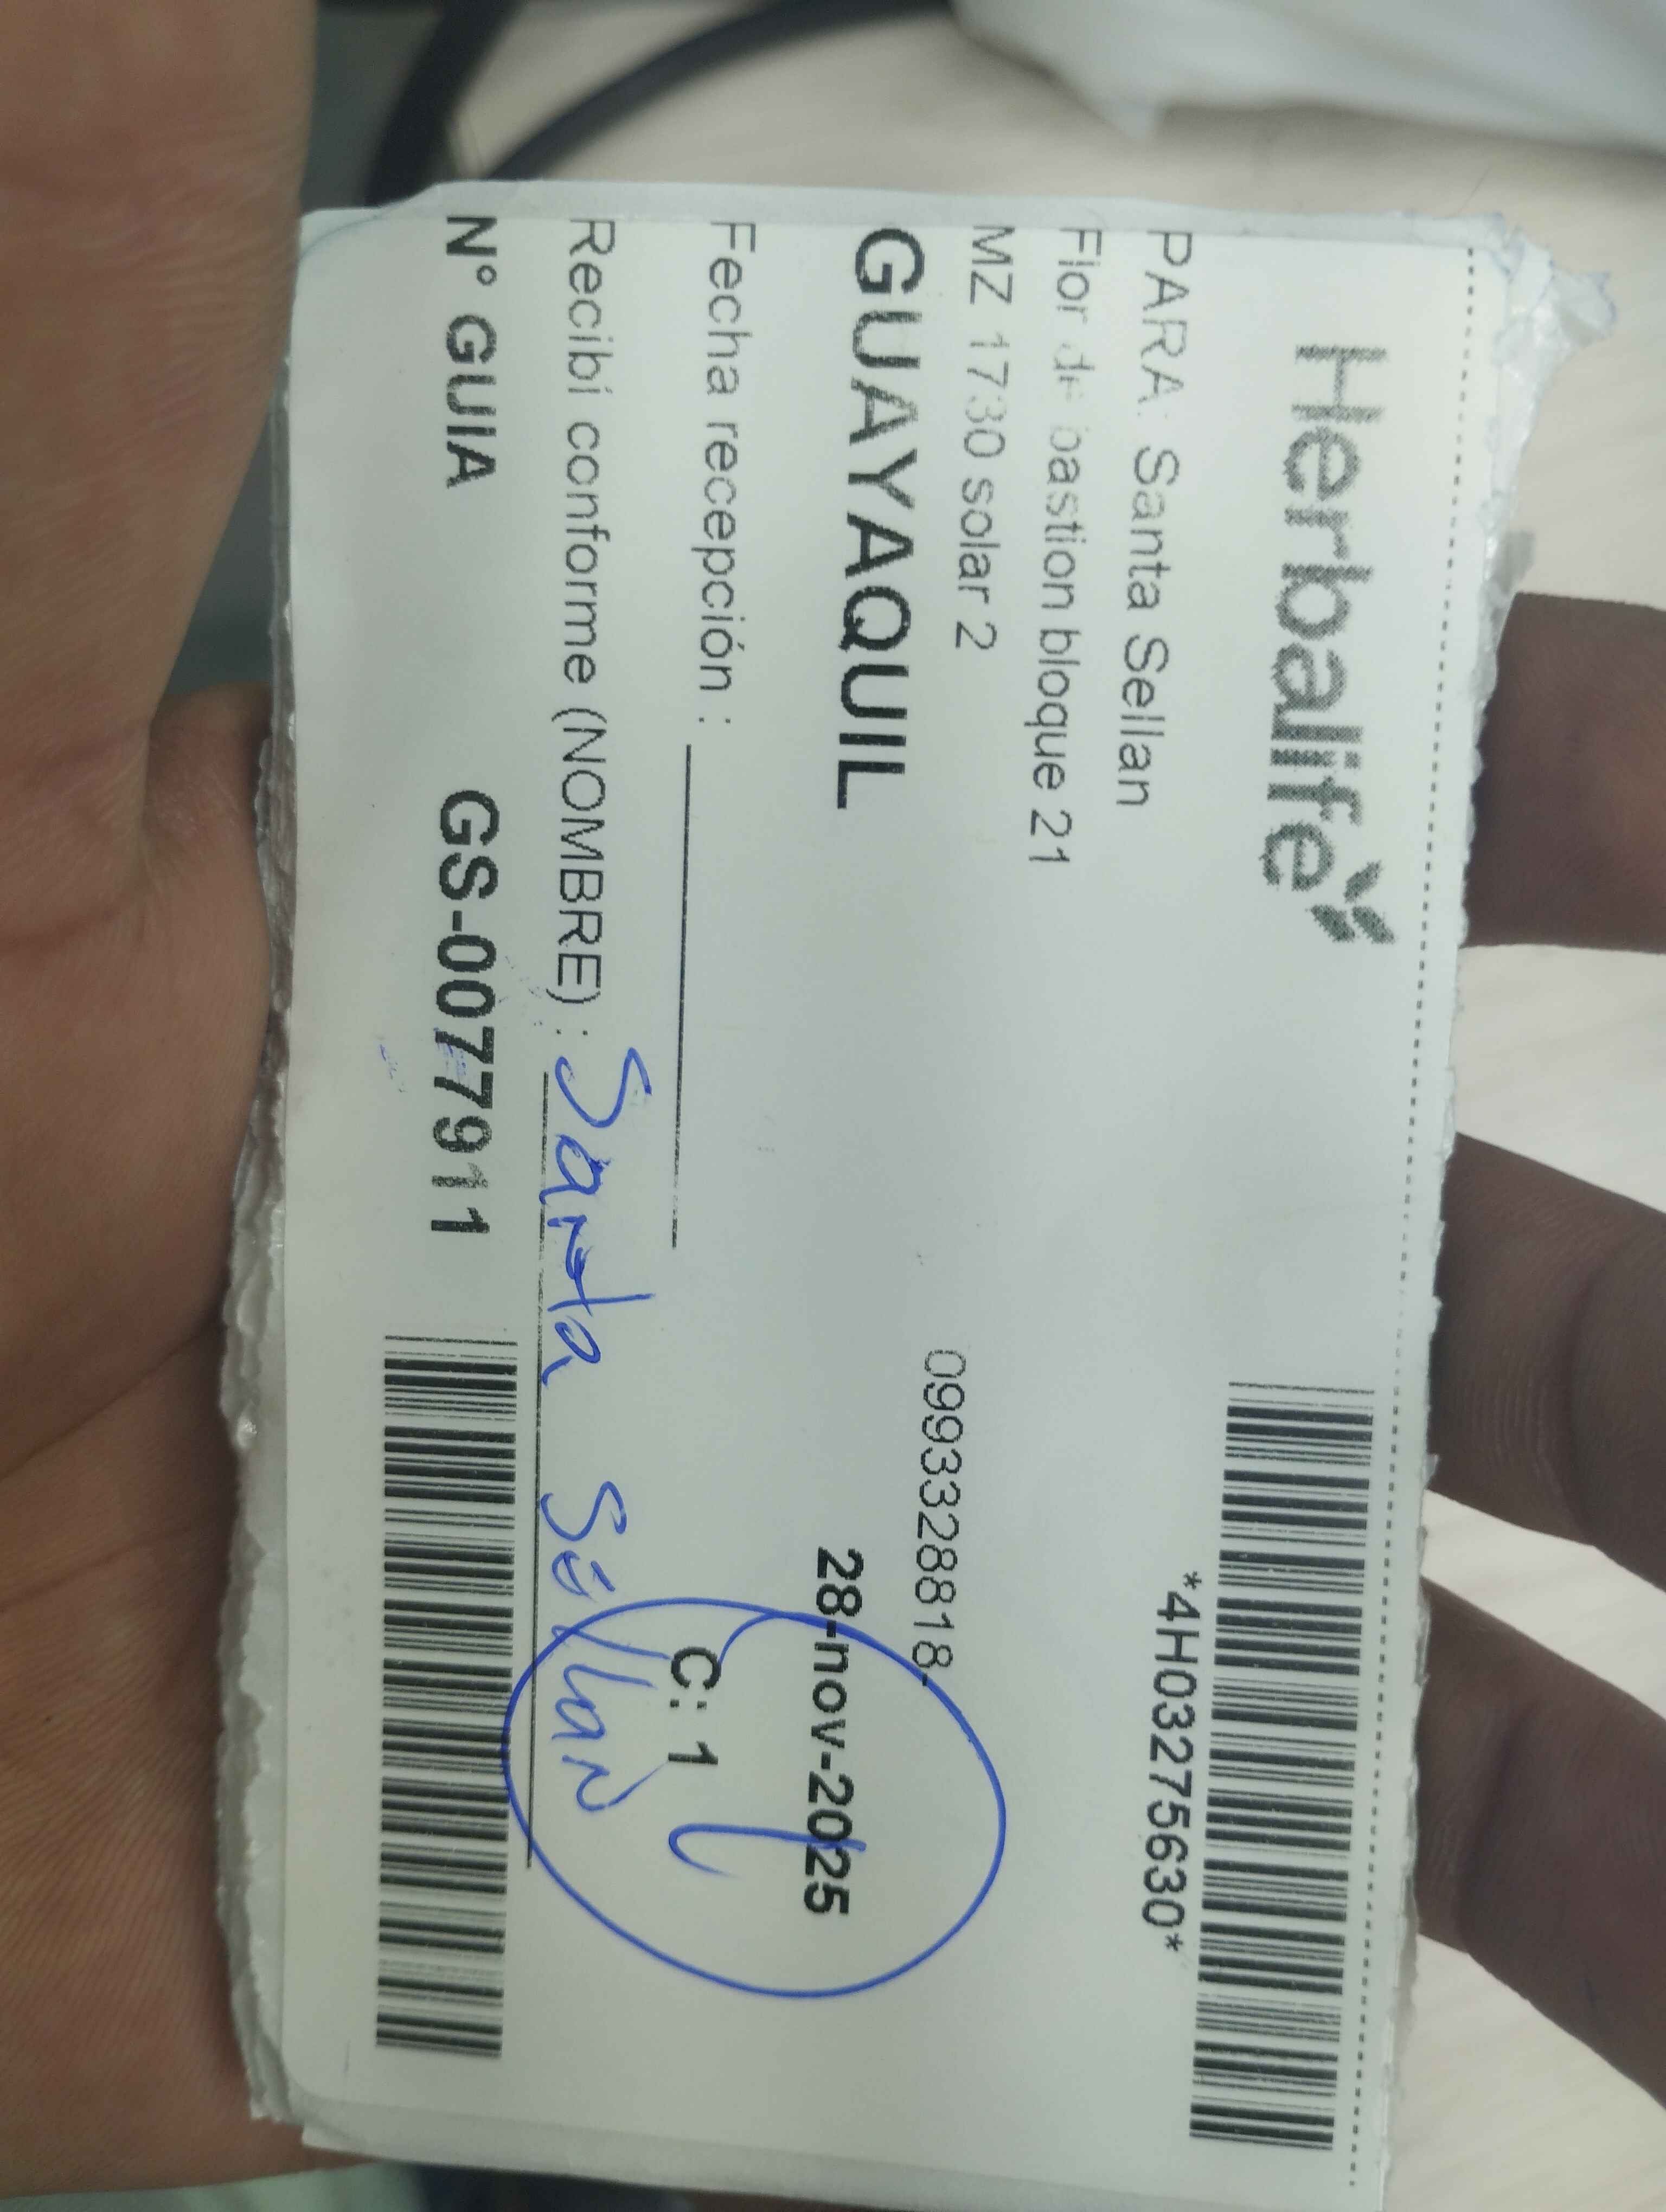 Herbalife
*4H03275630*
PARA: Santa Sellan
Flor de bastion bloque 21
MZ 1730 solar 2
0993328818-
GUAYAQUIL
28-nov-2025
Fecha recepción :
C: 1
Recibí conforme (NOMBRE) : Santa Sellan
N° GUIA GS-0077911